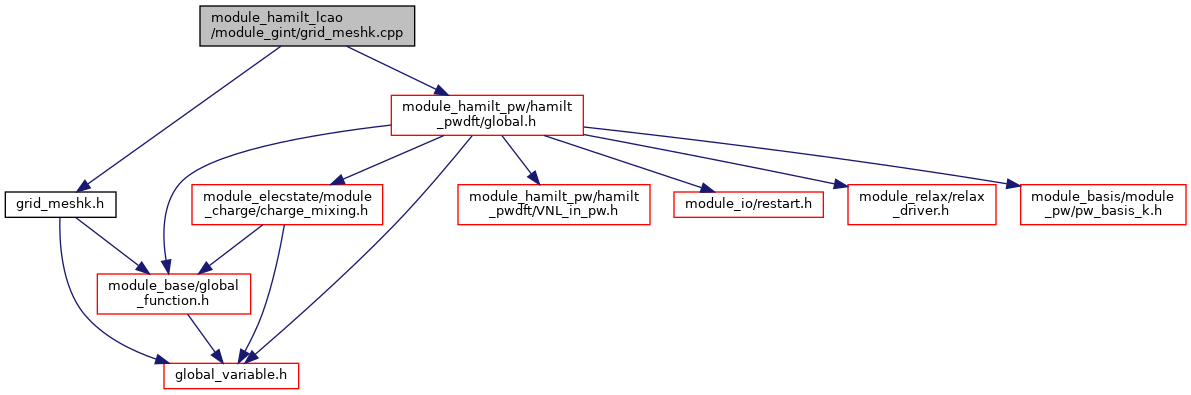 module_hamilt_lcao
/module_gint/grid_meshk.cpp
module_hamilt_pw/hamilt
_pwdft/global.h
grid_meshk.h
module_elecstate/module
_charge/charge_mixing.h
module_hamilt_pw/hamilt
_pwdft/VNL_in_pw.h
module_io/restart.h
module_relax/relax
_driver.h
module_basis/module
_pw/pw_basis_k.h
module_base/global
_function.h
global_variable.h